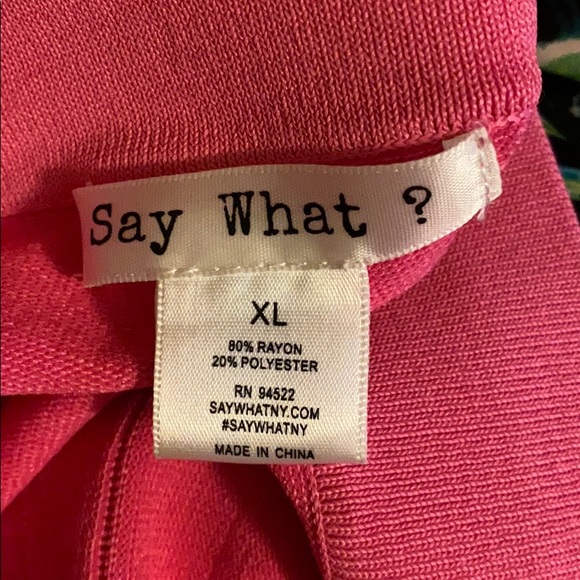 Say What ?
XL
80% RAYON
20% POLYESTER
RN 94522
SAYWHATNY.COM
#SAYWHATNY
MADE IN CHINA